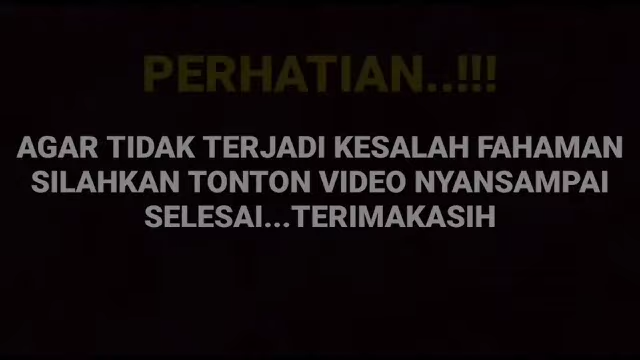 PERHATIAN..!!!
AGAR TIDAK TERJADI KESALAH FAHAMAN
SILAHKAN TONTON VIDEO NYANSAMPAI
SELESAI...TERIMAKASIH